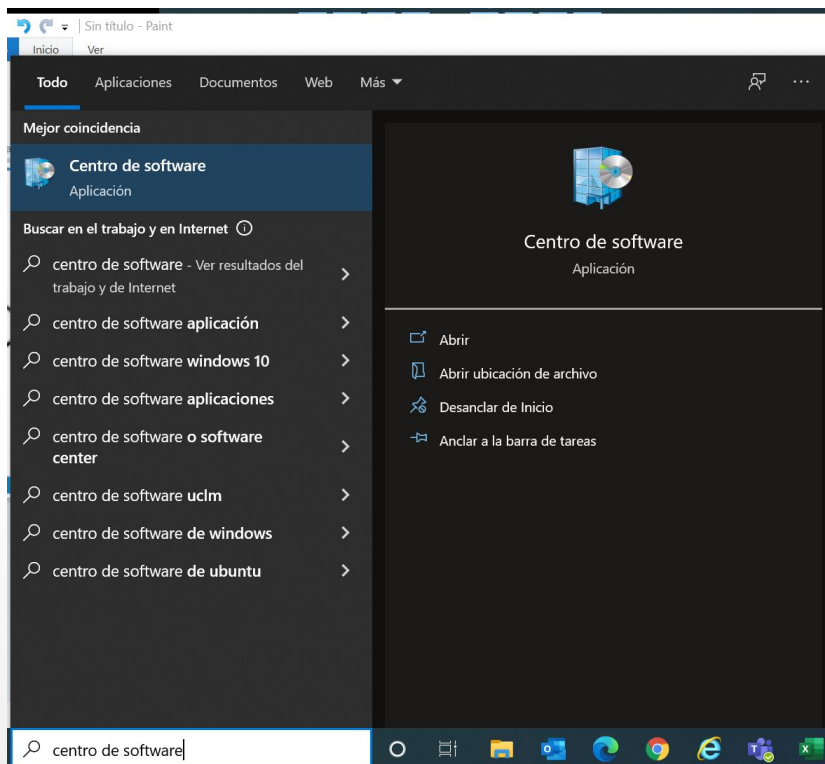 Sin título - Paint
Inicio Ver
Todo Aplicaciones Documentos Web Más
Mejor coincidencia
Centro de software
Aplicación
Buscar en el trabajo y en Internet
centro de software - Ver resultados del
trabajo y de Internet
centro de software aplicación
centro de software windows 10
centro de software aplicaciones
centro de software o software
center
centro de software uclm
centro de software de windows
centro de software de ubuntu
Centro de software
Aplicación
Abrir
Abrir ubicación de archivo
Desanclar de Inicio
Anclar a la barra de tareas
centro de software